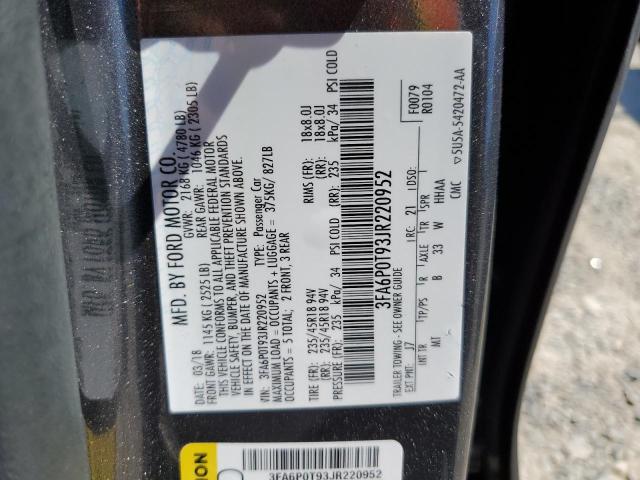 MFD. BY FORD MOTOR CO.
DATE: 03/18 GVWR: 2168 KG ( 4780 LB)
FRONT GAWR: 1145 KG ( 2525 LB) REAR GAWR: 1046 KG ( 2305 LB)
THIS VEHICLE CONFORMS TO ALL APPLICABLE FEDERAL MOTOR
VEHICLE SAFETY, BUMPER, AND THEFT PREVENTION STANDARDS
IN EFFECT ON THE DATE OF MANUFACTURE SHOWN ABOVE.
VIN: 3FA6P0T93JR220952 TYPE: Passenger Car
MAXIMUM LOAD = OCCUPANTS + LUGGAGE = 375KG/ 827LB
OCCUPANTS = 5 TOTAL; 2 FRONT, 3 REAR
TIRE (FR): 235/45R18 94V RIMS (FR): 18x8.0J
(RR): 235/45R18 94V (RR): 18x8.0J
PRESSURE (FR): 235 kPa/ 34 PSI COLD (RR): 235 kPa/ 34 PSI COLD
3FA6P0T93JR220952
TRAILER TOWING - SEE OWNER GUIDE
F0079
R0104
EXT PNT: J7 RC: 21 DSO:
INT TR TP/PS R AXLE TR SPR
MT B 33 W HHAA
CMC
5U5A-5420472-AA
3FA6P0T93JR220952